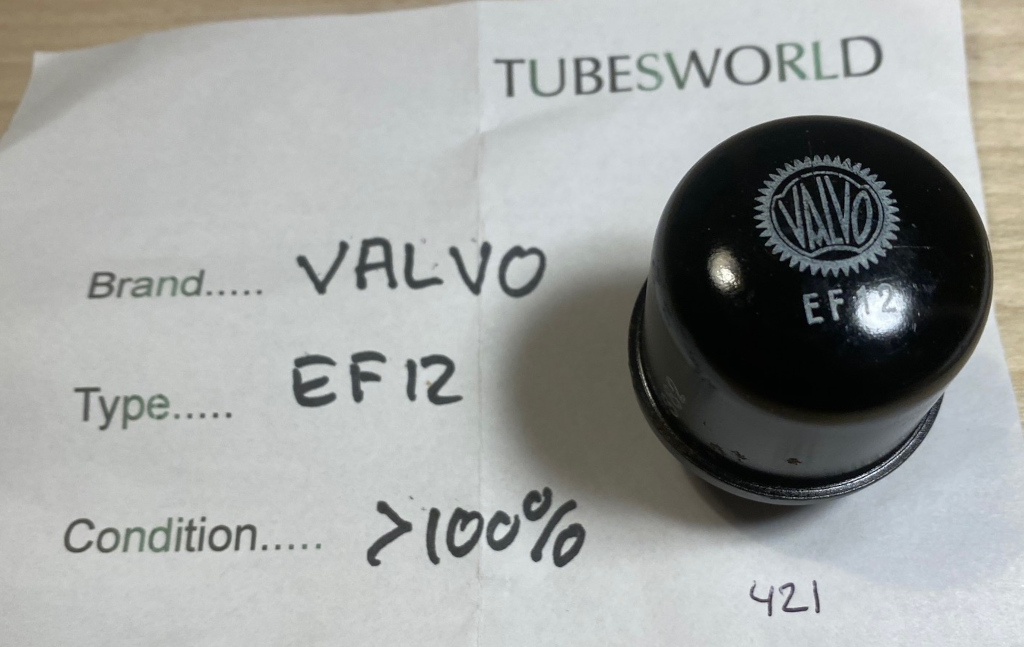 TUBESWORLD
VALVO
EF12
Brand..... VALVO
Type..... EF12
Condition..... >100%
421